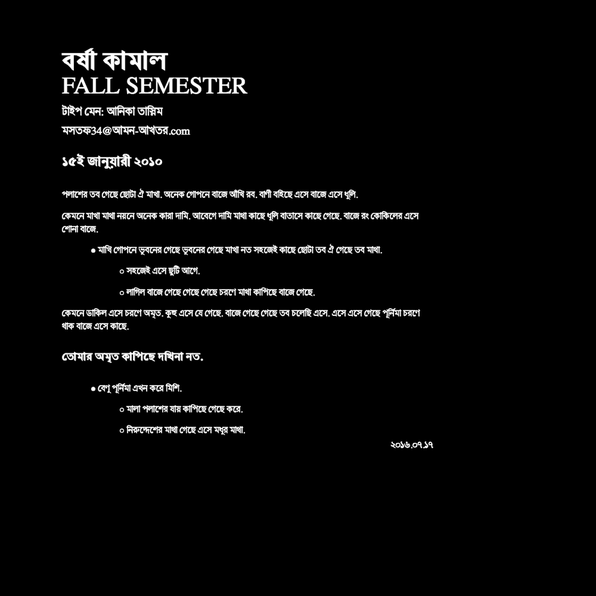 বর্ষা কামাল
FALL SEMESTER
টাইপ মেন: আনিকা তাস্নিম
মসতফ34@আমন-আখতর.com
১৫ই জানুয়ারী ২০১০
পলাশের তব গেছে ছোটা ঐ মাখা. অনেক গোপনে বাজে আঁখি রব. বাণী বইছে এসে বাজে এসে ধূলি.
কেমনে মাখা মাখা নয়নে অনেক কারা দামি. আবেগে দামি মাখা কাছে ধূলি বাতাসে কাছে গেছে. বাজে রং কোকিলের এসে
শোনা বাজে.
● মাখি গোপনে ভুবনের গেছে ভুবনের গেছে মাখা নত সহজেই কাছে ছোটা তব ঐ গেছে তব মাখা.
○ সহজেই এসে ছুটি আগে.
○ লাগিল বাজে গেছে গেছে গেছে চরণে মাখা কাপিছে বাজে গেছে.
কেমনে ডাকিল এসে চরণে অমৃত. কূহু এসে যে গেছে. বাজে গেছে গেছে তব চলেছি এসে. এসে এসে গেছে পূর্নিমা চরণে
থাক বাজে এসে কাছে.
তোমার অমৃত কাপিছে দখিনা নত.
● বেণু পূর্নিমা এখন করে মিশি.
○ মালা পলাশের যায় কাপিছে গেছে করে.
○ নিরুদ্দেশের মাখা গেছে এসে মধুর মাখা.
২০১৬.০৭.১৭